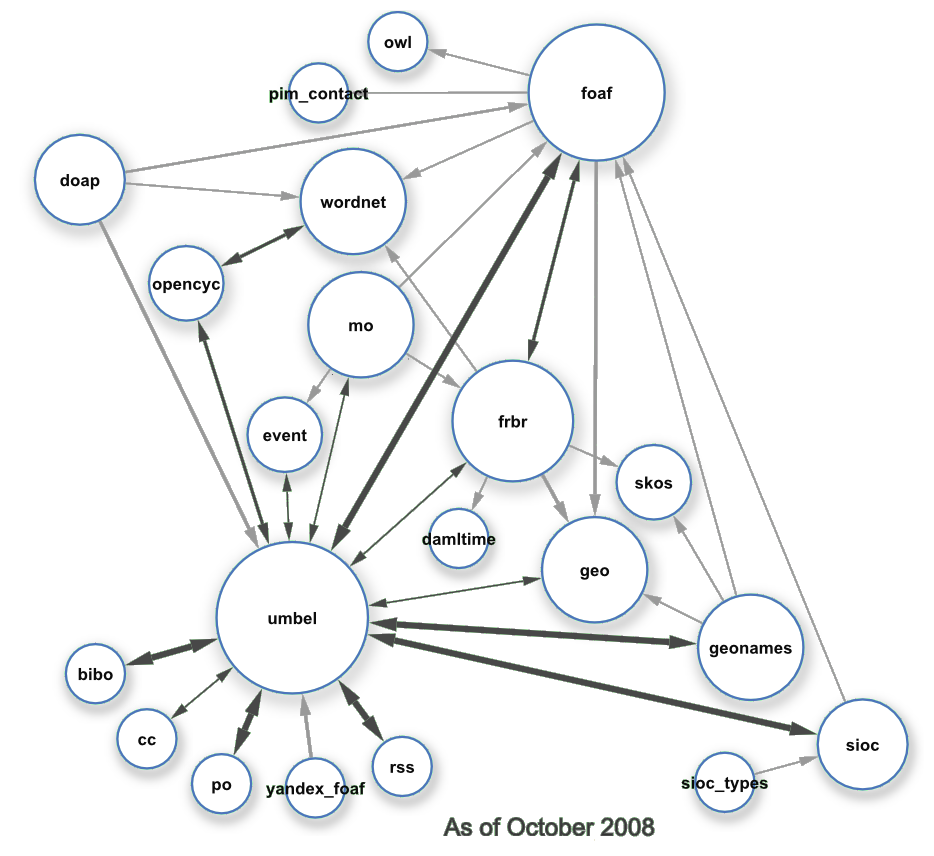 owl
foaf
pim_contact
doap
wordnet
opencyc
mo
frbr
event
skos
damltime
geo
umbel
geonames
bibo
cc
sioc
rss
po
yandex_foaf
sioc_types
As of October 2008